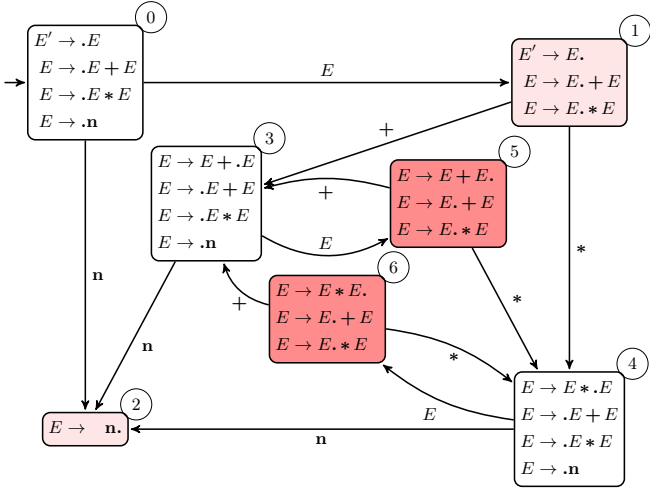 0
E′ → .E
E → .E + E
E → .E * E
E → .n
1
E′ → E.
E → E. + E
E → E. * E
E
+
3
E → E + .E
E → .E + E
E → .E * E
E → .n
5
E → E + E.
E → E. + E
E → E. * E
+
E
*
n
6
E → E * E.
E → E. + E
E → E. * E
+
*
*
n
4
E → E * .E
E → .E + E
E → .E * E
E → .n
E
n
2
E → n.